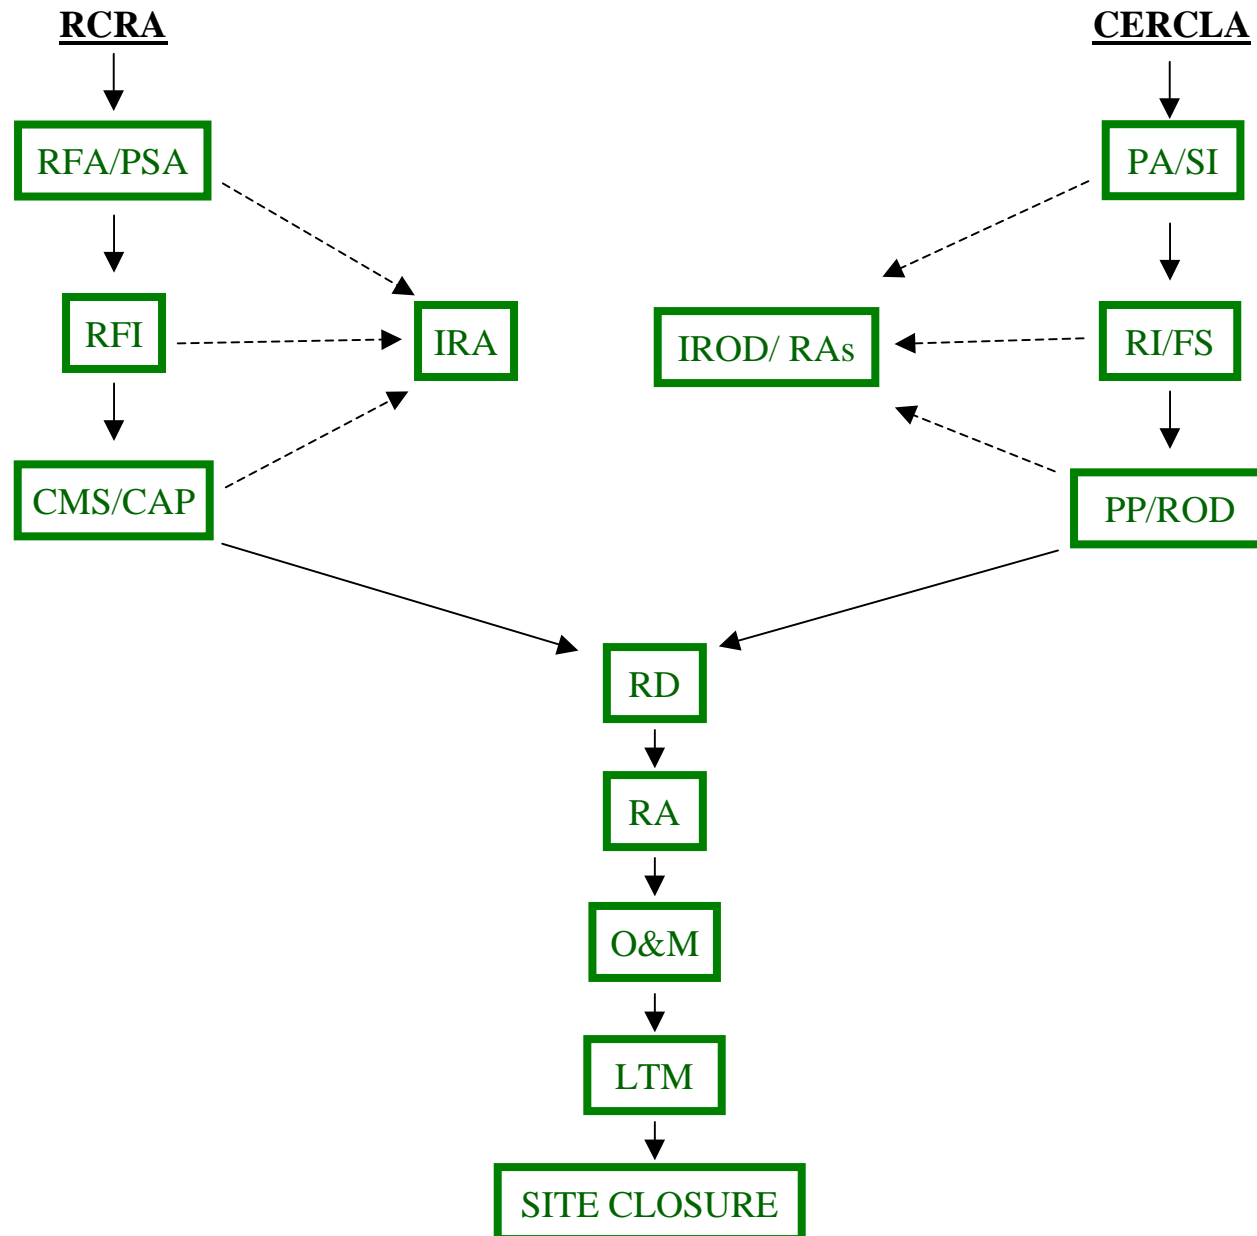 RCRA
CERCLA
RFA/PSA
PA/SI
RFI
IRA
IROD/ RAs
RI/FS
CMS/CAP
PP/ROD
RD
RA
O&M
LTM
SITE CLOSURE